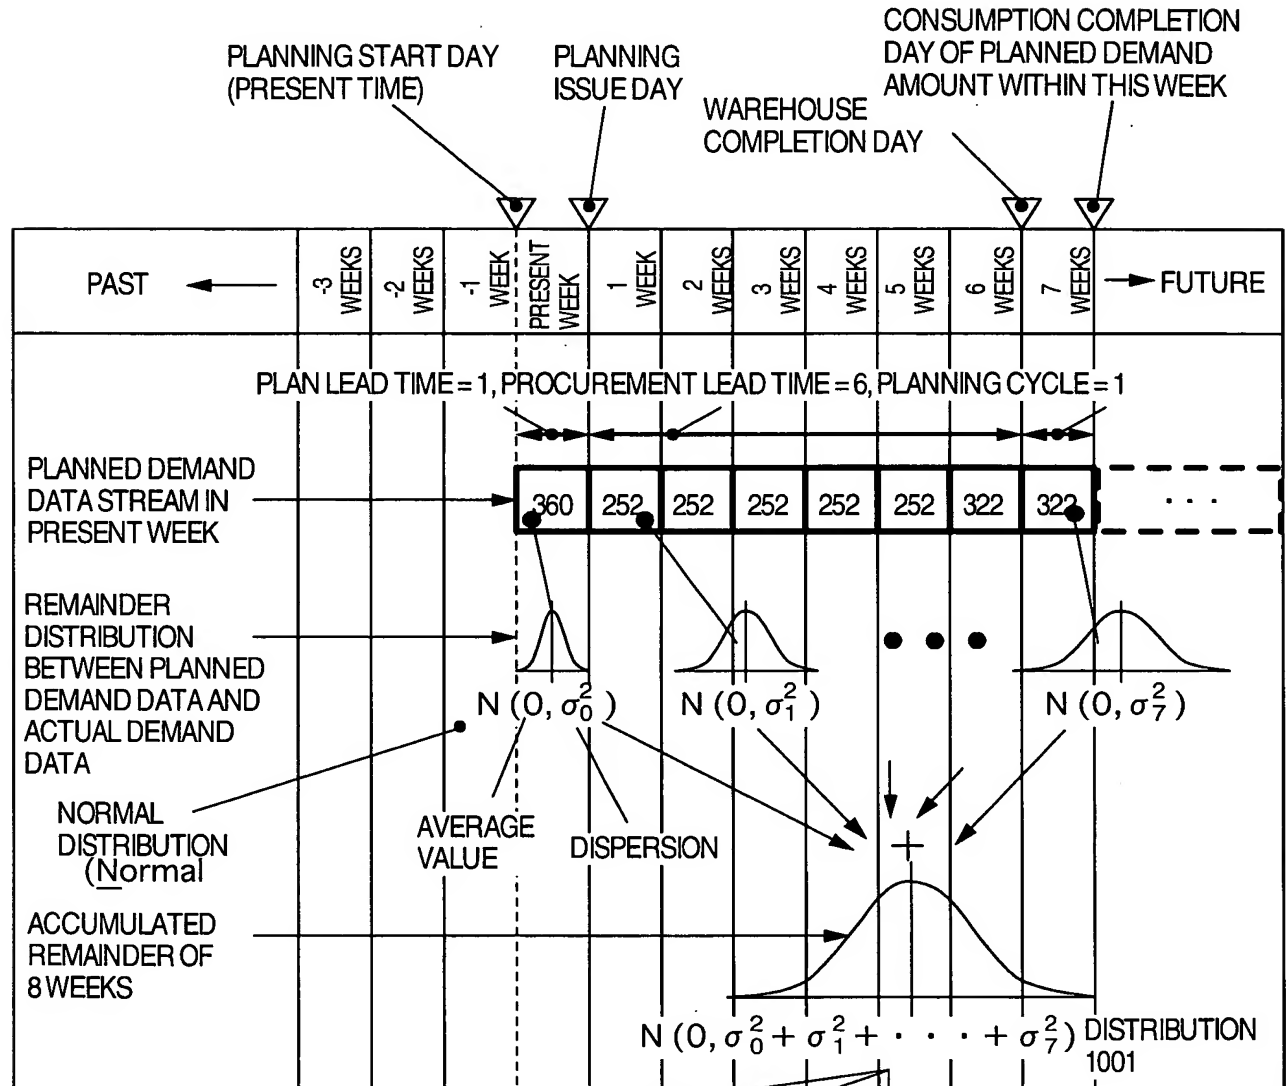 CONSUMPTION COMPLETION
DAY OF PLANNED DEMAND
AMOUNT WITHIN THIS WEEK
PLANNING START DAY
(PRESENT TIME)
PLANNING
ISSUE DAY
WAREHOUSE
COMPLETION DAY
PAST
-3
WEEKS
-2
WEEKS
-1
WEEK
PRESENT
WEEK
1
WEEK
2
WEEKS
3
WEEKS
4
WEEKS
5
WEEKS
6
WEEKS
7
WEEKS
FUTURE
PLAN LEAD TIME = 1, PROCUREMENT LEAD TIME = 6, PLANNING CYCLE = 1
PLANNED DEMAND
DATA STREAM IN
PRESENT WEEK
360 252 252 252 252 252 322 322 · · ·
REMAINDER
DISTRIBUTION
BETWEEN PLANNED
DEMAND DATA AND
ACTUAL DEMAND
DATA
N (0, σ₀²) N (0, σ₁²) N (0, σ₇²)
NORMAL
DISTRIBUTION
(Normal
AVERAGE
VALUE
DISPERSION
+
ACCUMULATED
REMAINDER OF
8 WEEKS
N (0, σ₀² + σ₁² + · · · · + σ₇²) DISTRIBUTION
1001